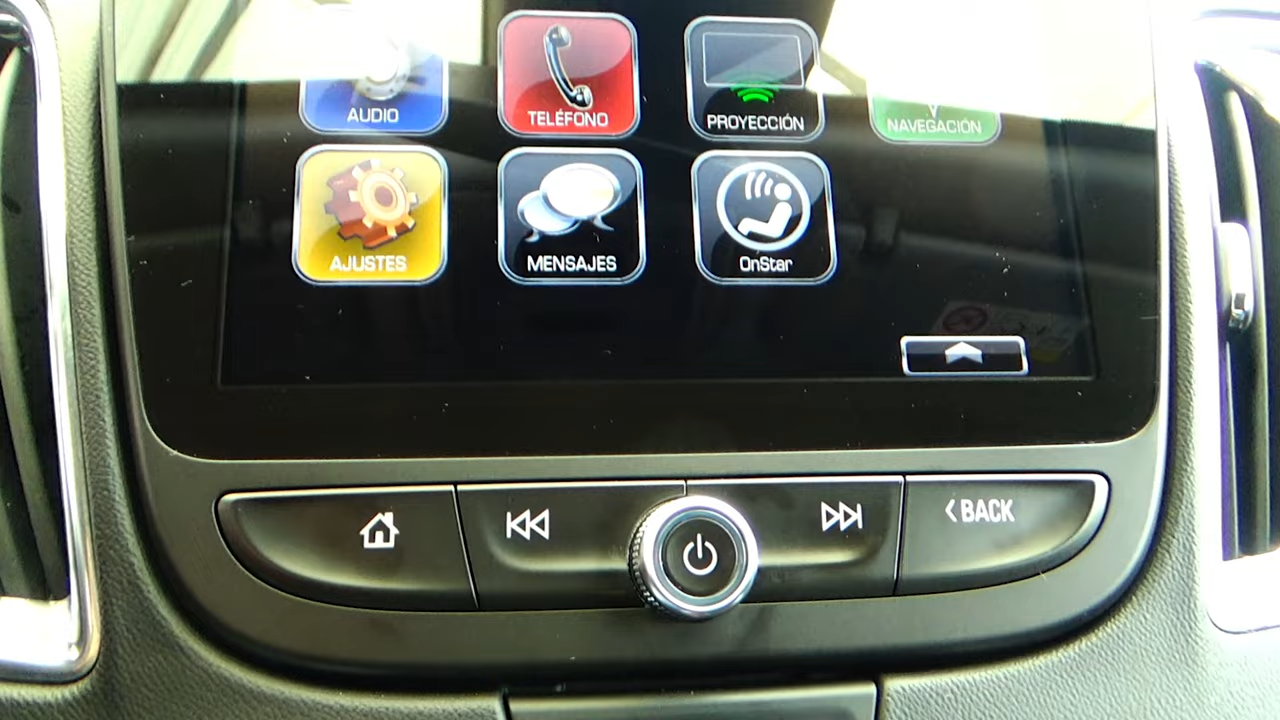 AUDIO
TELÉFONO
PROYECCIÓN
NAVEGACIÓN
AJUSTES
MENSAJES
OnStar
BACK